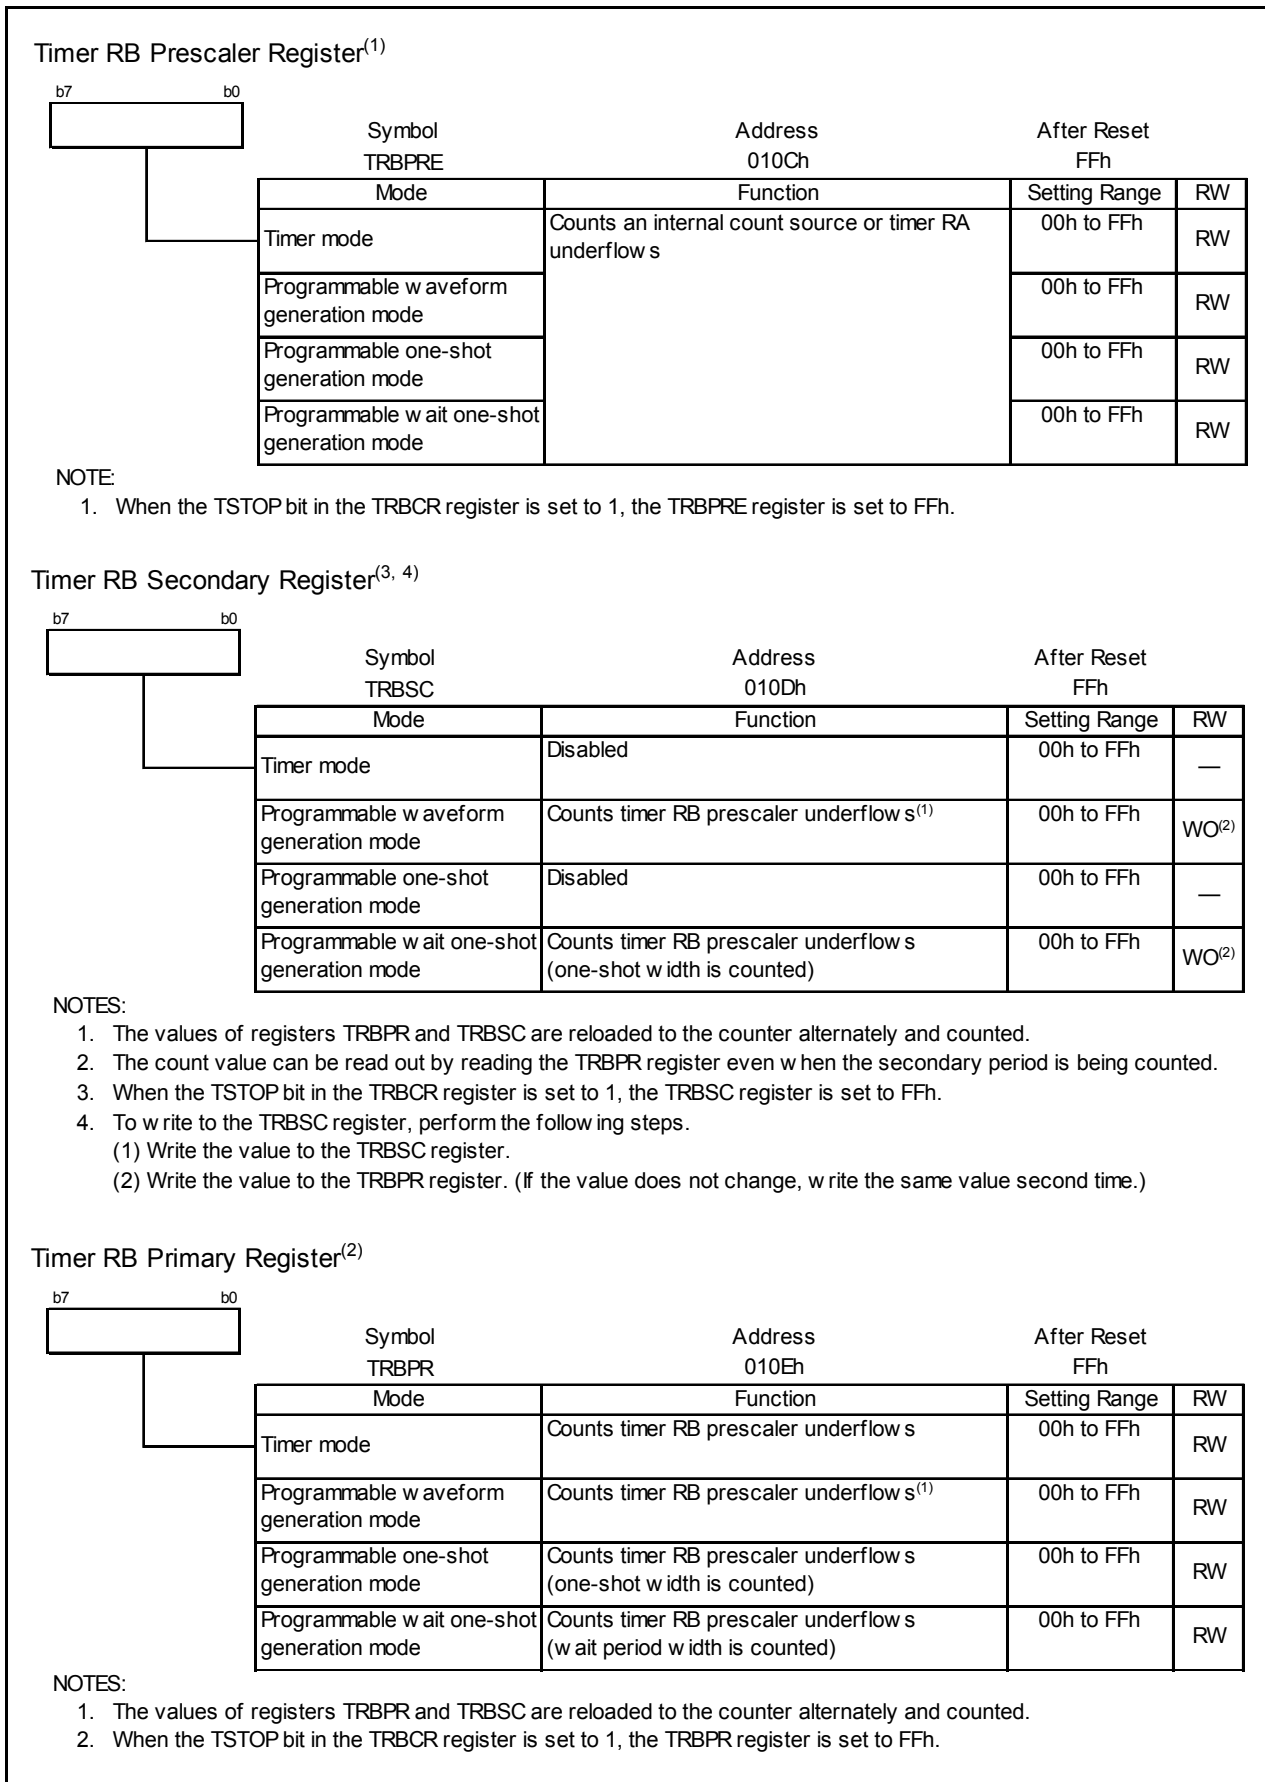 Timer RB Prescaler Register(1)
b7 b0
Symbol Address After Reset
TRBPRE 010Ch FFh
Mode Function Setting Range RW
Timer mode Counts an internal count source or timer RA underflows 00h to FFh RW
Programmable waveform generation mode 00h to FFh RW
Programmable one-shot generation mode 00h to FFh RW
Programmable wait one-shot generation mode 00h to FFh RW
NOTE:
1. When the TSTOP bit in the TRBCR register is set to 1, the TRBPRE register is set to FFh.
Timer RB Secondary Register(3, 4)
b7 b0
Symbol Address After Reset
TRBSC 010Dh FFh
Mode Function Setting Range RW
Timer mode Disabled 00h to FFh —
Programmable waveform generation mode Counts timer RB prescaler underflows(1) 00h to FFh WO(2)
Programmable one-shot generation mode Disabled 00h to FFh —
Programmable wait one-shot generation mode Counts timer RB prescaler underflows (one-shot width is counted) 00h to FFh WO(2)
NOTES:
1. The values of registers TRBPR and TRBSC are reloaded to the counter alternately and counted.
2. The count value can be read out by reading the TRBPR register even when the secondary period is being counted.
3. When the TSTOP bit in the TRBCR register is set to 1, the TRBSC register is set to FFh.
4. To write to the TRBSC register, perform the following steps.
(1) Write the value to the TRBSC register.
(2) Write the value to the TRBPR register. (If the value does not change, write the same value second time.)
Timer RB Primary Register(2)
b7 b0
Symbol Address After Reset
TRBPR 010Eh FFh
Mode Function Setting Range RW
Timer mode Counts timer RB prescaler underflows 00h to FFh RW
Programmable waveform generation mode Counts timer RB prescaler underflows(1) 00h to FFh RW
Programmable one-shot generation mode Counts timer RB prescaler underflows (one-shot width is counted) 00h to FFh RW
Programmable wait one-shot generation mode Counts timer RB prescaler underflows (wait period width is counted) 00h to FFh RW
NOTES:
1. The values of registers TRBPR and TRBSC are reloaded to the counter alternately and counted.
2. When the TSTOP bit in the TRBCR register is set to 1, the TRBPR register is set to FFh.